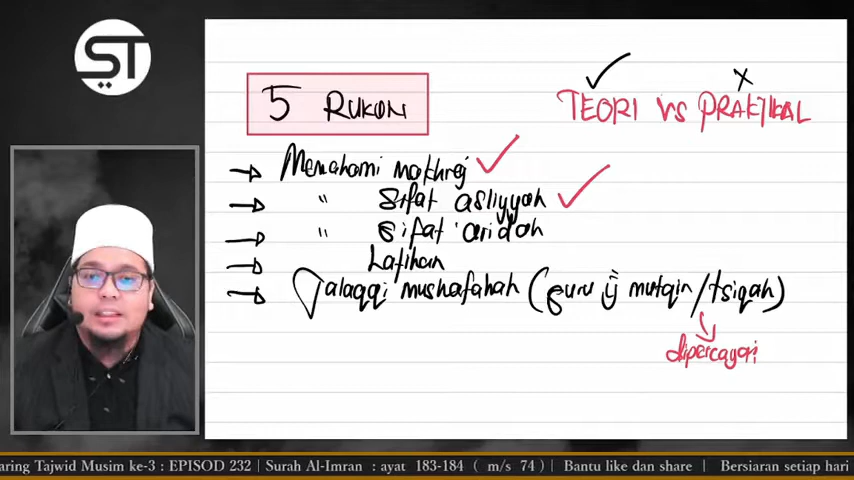 ST
5 RUKUN
TEORI vs PRAKTIKAL
→ Memahami makhraj
→ " sifat asliyyah
→ " sifat 'aridah
→ Latihan
→ Talaqqi mushafahah (guru yg mutqin/tsiqah)
dipercayai
aring Tajwid Musim ke-3 : EPISOD 232 | Surah Al-Imran : ayat 183-184 ( m/s 74 ) | Bantu like dan share | Bersiaran setiap hari